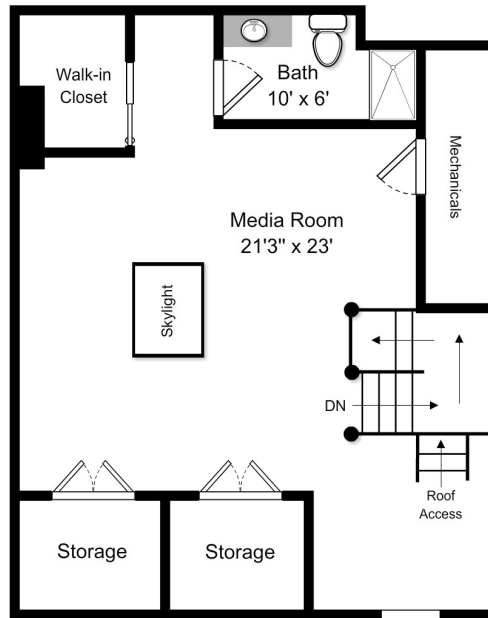 Walk-in
Closet
Bath
10' x 6'
Mechanicals
Media Room
21'3" x 23'
Skylight
DN
Roof
Access
Storage
Storage